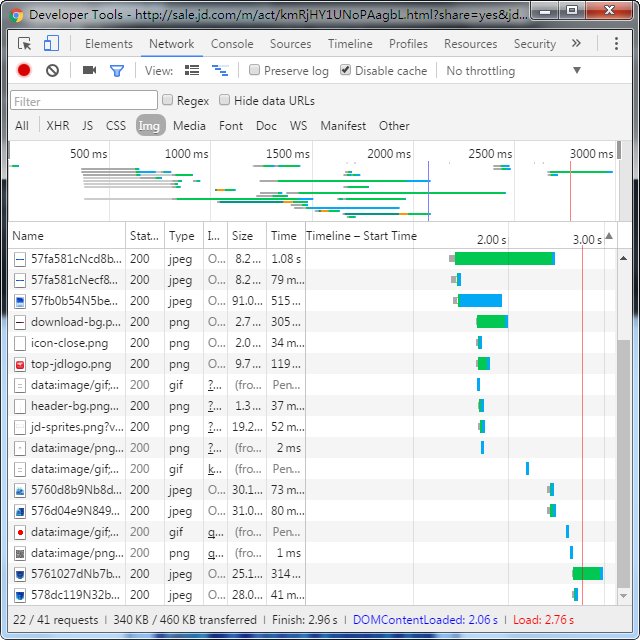 Developer Tools - http://sale.jd.com/m/act/kmRjHY1UNoPAagbL.html?share=yes&jd
Elements Network Sources Timeline Profiles Resources Security »
View: Preserve log Disable cache No throttling
Filter Regex Hide data URLs
All XHR JS CSS Img Media Font Doc WS Manifest Other
500 ms 1000 ms 1500 ms 2000 ms 2500 ms 3000 ms
Name Stat... Type I... Size Time Timeline – Start Time 2.00 s 3.00 s
57fa581cNcd8b... 200 jpeg O... 8.2 ... 1.08 s
57fa581cNecf8... 200 jpeg O... 8.2 ... 79 m...
57fb0b54N5be... 200 jpeg O... 91.0... 515 ...
download-bg.p... 200 png O... 2.7 ... 305 ...
icon-close.png 200 png O... 2.0 ... 34 m...
top-jdlogo.png 200 png O... 9.7 ... 119 ...
data:image/gif;... 200 gif ?... (fro... Pen...
header-bg.png... 200 png ?... 1.3 ... 37 m...
jd-sprites.png?v... 200 png ?... 19.2... 52 m...
data:image/png... 200 png ?... (fro... 2 ms
data:image/gif;... 200 gif k... (fro... Pen...
5760d8b9Nb8d... 200 jpeg O... 30.1... 73 m...
576d04e9N849... 200 jpeg O... 31.0... 80 m...
data:image/gif;... 200 gif q... (fro... Pen...
data:image/png... 200 png q... (fro... 1 ms
5761027dNb7b... 200 jpeg O... 25.1... 314 ...
578dc119N32b... 200 jpeg O... 28.0... 41 m...
22 / 41 requests | 340 KB / 460 KB transferred | Finish: 2.96 s | DOMContentLoaded: 2.06 s | Load: 2.76 s